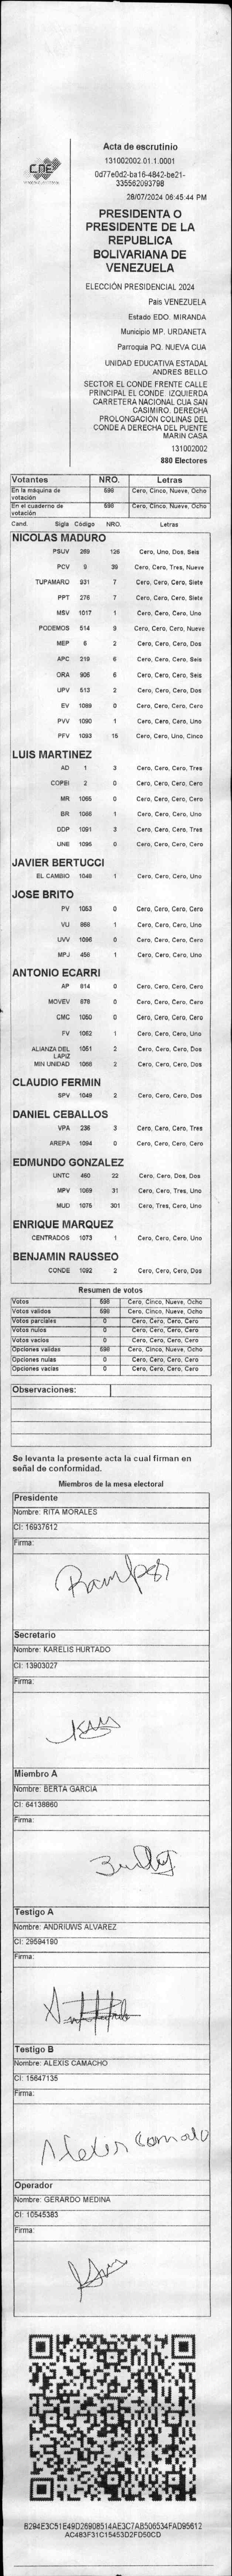 CNE
Acta de escrutinio
131002002.01.1.0001
0d77e0d2-ba16-4842-be21-
335562093798
28/07/2024 06:45:44 PM
PRESIDENTA O
PRESIDENTE DE LA
REPUBLICA
BOLIVARIANA DE
VENEZUELA
ELECCIÓN PRESIDENCIAL 2024
Pais VENEZUELA
Estado EDO. MIRANDA
Municipio MP. URDANETA
Parroquia PQ. NUEVA CUA
UNIDAD EDUCATIVA ESTADAL
ANDRES BELLO
SECTOR EL CONDE FRENTE CALLE
PRINCIPAL EL CONDE. IZQUIERDA
CARRETERA NACIONAL CUA SAN
CASIMIRO. DERECHA
PROLONGACIÓN COLINAS DEL
CONDE A DERECHA DEL PUENTE
MARIN CASA
131002002
880 Electores
Votantes NRO. Letras
En la máquina de votación 598 Cero, Cinco, Nueve, Ocho
En el cuaderno de votación 598 Cero, Cinco, Nueve, Ocho
Cand. Sigla Código NRO. Letras
NICOLAS MADURO
PSUV 269 126 Cero, Uno, Dos, Seis
PCV 9 39 Cero, Cero, Tres, Nueve
TUPAMARO 931 7 Cero, Cero, Cero, Siete
PPT 276 7 Cero, Cero, Cero, Siete
MSV 1017 1 Cero, Cero, Cero, Uno
PODEMOS 514 9 Cero, Cero, Cero, Nueve
MEP 6 2 Cero, Cero, Cero, Dos
APC 219 6 Cero, Cero, Cero, Seis
ORA 906 6 Cero, Cero, Cero, Seis
UPV 513 2 Cero, Cero, Cero, Dos
EV 1089 0 Cero, Cero, Cero, Cero
PVV 1090 1 Cero, Cero, Cero, Uno
PFV 1093 15 Cero, Cero, Uno, Cinco
LUIS MARTINEZ
AD 1 3 Cero, Cero, Cero, Tres
COPEI 2 0 Cero, Cero, Cero, Cero
MR 1065 0 Cero, Cero, Cero, Cero
BR 1066 1 Cero, Cero, Cero, Uno
DDP 1091 3 Cero, Cero, Cero, Tres
UNE 1095 0 Cero, Cero, Cero, Cero
JAVIER BERTUCCI
EL CAMBIO 1048 1 Cero, Cero, Cero, Uno
JOSE BRITO
PV 1053 0 Cero, Cero, Cero, Cero
VU 868 1 Cero, Cero, Cero, Uno
UVV 1096 0 Cero, Cero, Cero, Cero
MPJ 456 1 Cero, Cero, Cero, Uno
ANTONIO ECARRI
AP 814 0 Cero, Cero, Cero, Cero
MOVEV 679 0 Cero, Cero, Cero, Cero
CMC 1050 0 Cero, Cero, Cero, Cero
FV 1062 1 Cero, Cero, Cero, Uno
ALIANZA DEL LAPIZ 1051 2 Cero, Cero, Cero, Dos
MIN UNIDAD 1068 2 Cero, Cero, Cero, Dos
CLAUDIO FERMIN
SPV 1049 2 Cero, Cero, Cero, Dos
DANIEL CEBALLOS
VPA 236 3 Cero, Cero, Cero, Tres
AREPA 1094 0 Cero, Cero, Cero, Cero
EDMUNDO GONZALEZ
UNTC 460 22 Cero, Cero, Dos, Dos
MPV 1069 31 Cero, Cero, Tres, Uno
MUD 1075 301 Cero, Tres, Cero, Uno
ENRIQUE MARQUEZ
CENTRADOS 1073 1 Cero, Cero, Cero, Uno
BENJAMIN RAUSSEO
CONDE 1092 2 Cero, Cero, Cero, Dos
Resumen de votos
Votos 598 Cero, Cinco, Nueve, Ocho
Votos validos 598 Cero, Cinco, Nueve, Ocho
Votos parciales 0 Cero, Cero, Cero, Cero
Votos nulos 0 Cero, Cero, Cero, Cero
Votos vacios 0 Cero, Cero, Cero, Cero
Opciones validas 598 Cero, Cinco, Nueve, Ocho
Opciones nulas 0 Cero, Cero, Cero, Cero
Opciones vacias 0 Cero, Cero, Cero, Cero
Observaciones:
Se levanta la presente acta la cual firman en
señal de conformidad.
Miembros de la mesa electoral
Presidente
Nombre: RITA MORALES
CI: 16937612
Firma:
Secretario
Nombre: KARELIS HURTADO
CI: 13903027
Firma:
Miembro A
Nombre: BERTA GARCIA
CI: 64138860
Firma:
Testigo A
Nombre: ANDRIUWS ALVAREZ
CI: 29594190
Firma:
Testigo B
Nombre: ALEXIS CAMACHO
CI: 15647135
Firma:
Operador
Nombre: GERARDO MEDINA
CI: 10545383
Firma:
B294E3C51E49D26908514AE3C7AB506534FAD95612
AC483F31C15453D2FD50CD